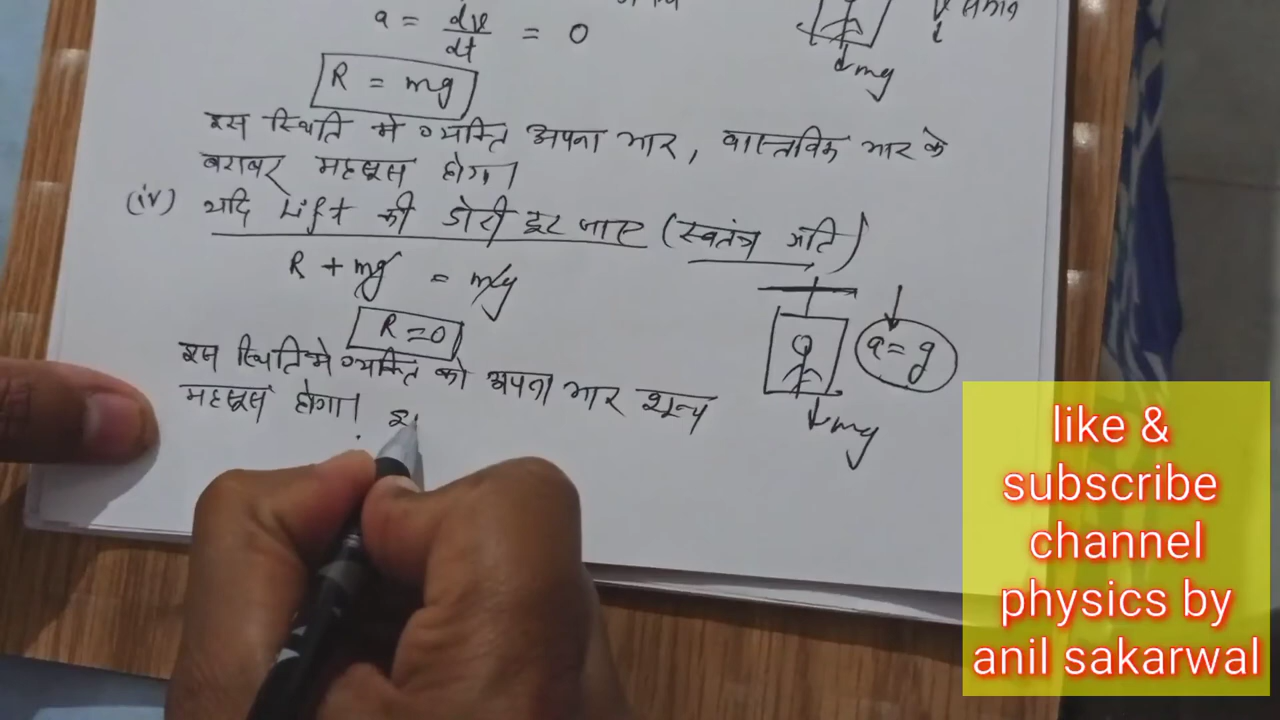 a = dv/dt = 0
v समान
mg
R = mg
इस स्थिति मे व्यक्ति अपना भार, वास्तविक भार के
बराबर महसूस होगा।
(iv) यदि Lift की डोरी टूट जाए (स्वतंत्र गति)
R + mg = mg
R = 0
a = g
mg
इस स्थिति मे व्यक्ति को अपना भार शून्य
महसूस होगा।
like &
subscribe
channel
physics by
anil sakarwal